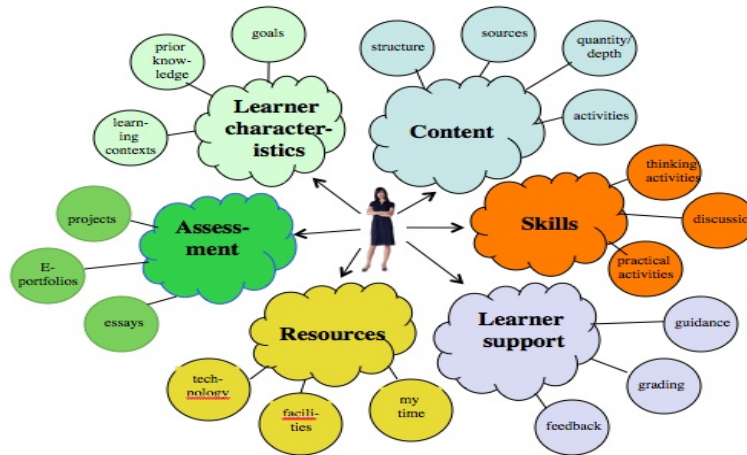 goals
prior
know-
ledge
learn-
ing
contexts
Learner
character-
istics
structure
sources
quantity/
depth
activities
Content
thinking
activities
discussio
practical
activities
Skills
guidance
grading
feedback
Learner
support
my
time
facili-
ties
tech-
nology
Resources
essays
E-
portfolios
projects
Assess-
ment